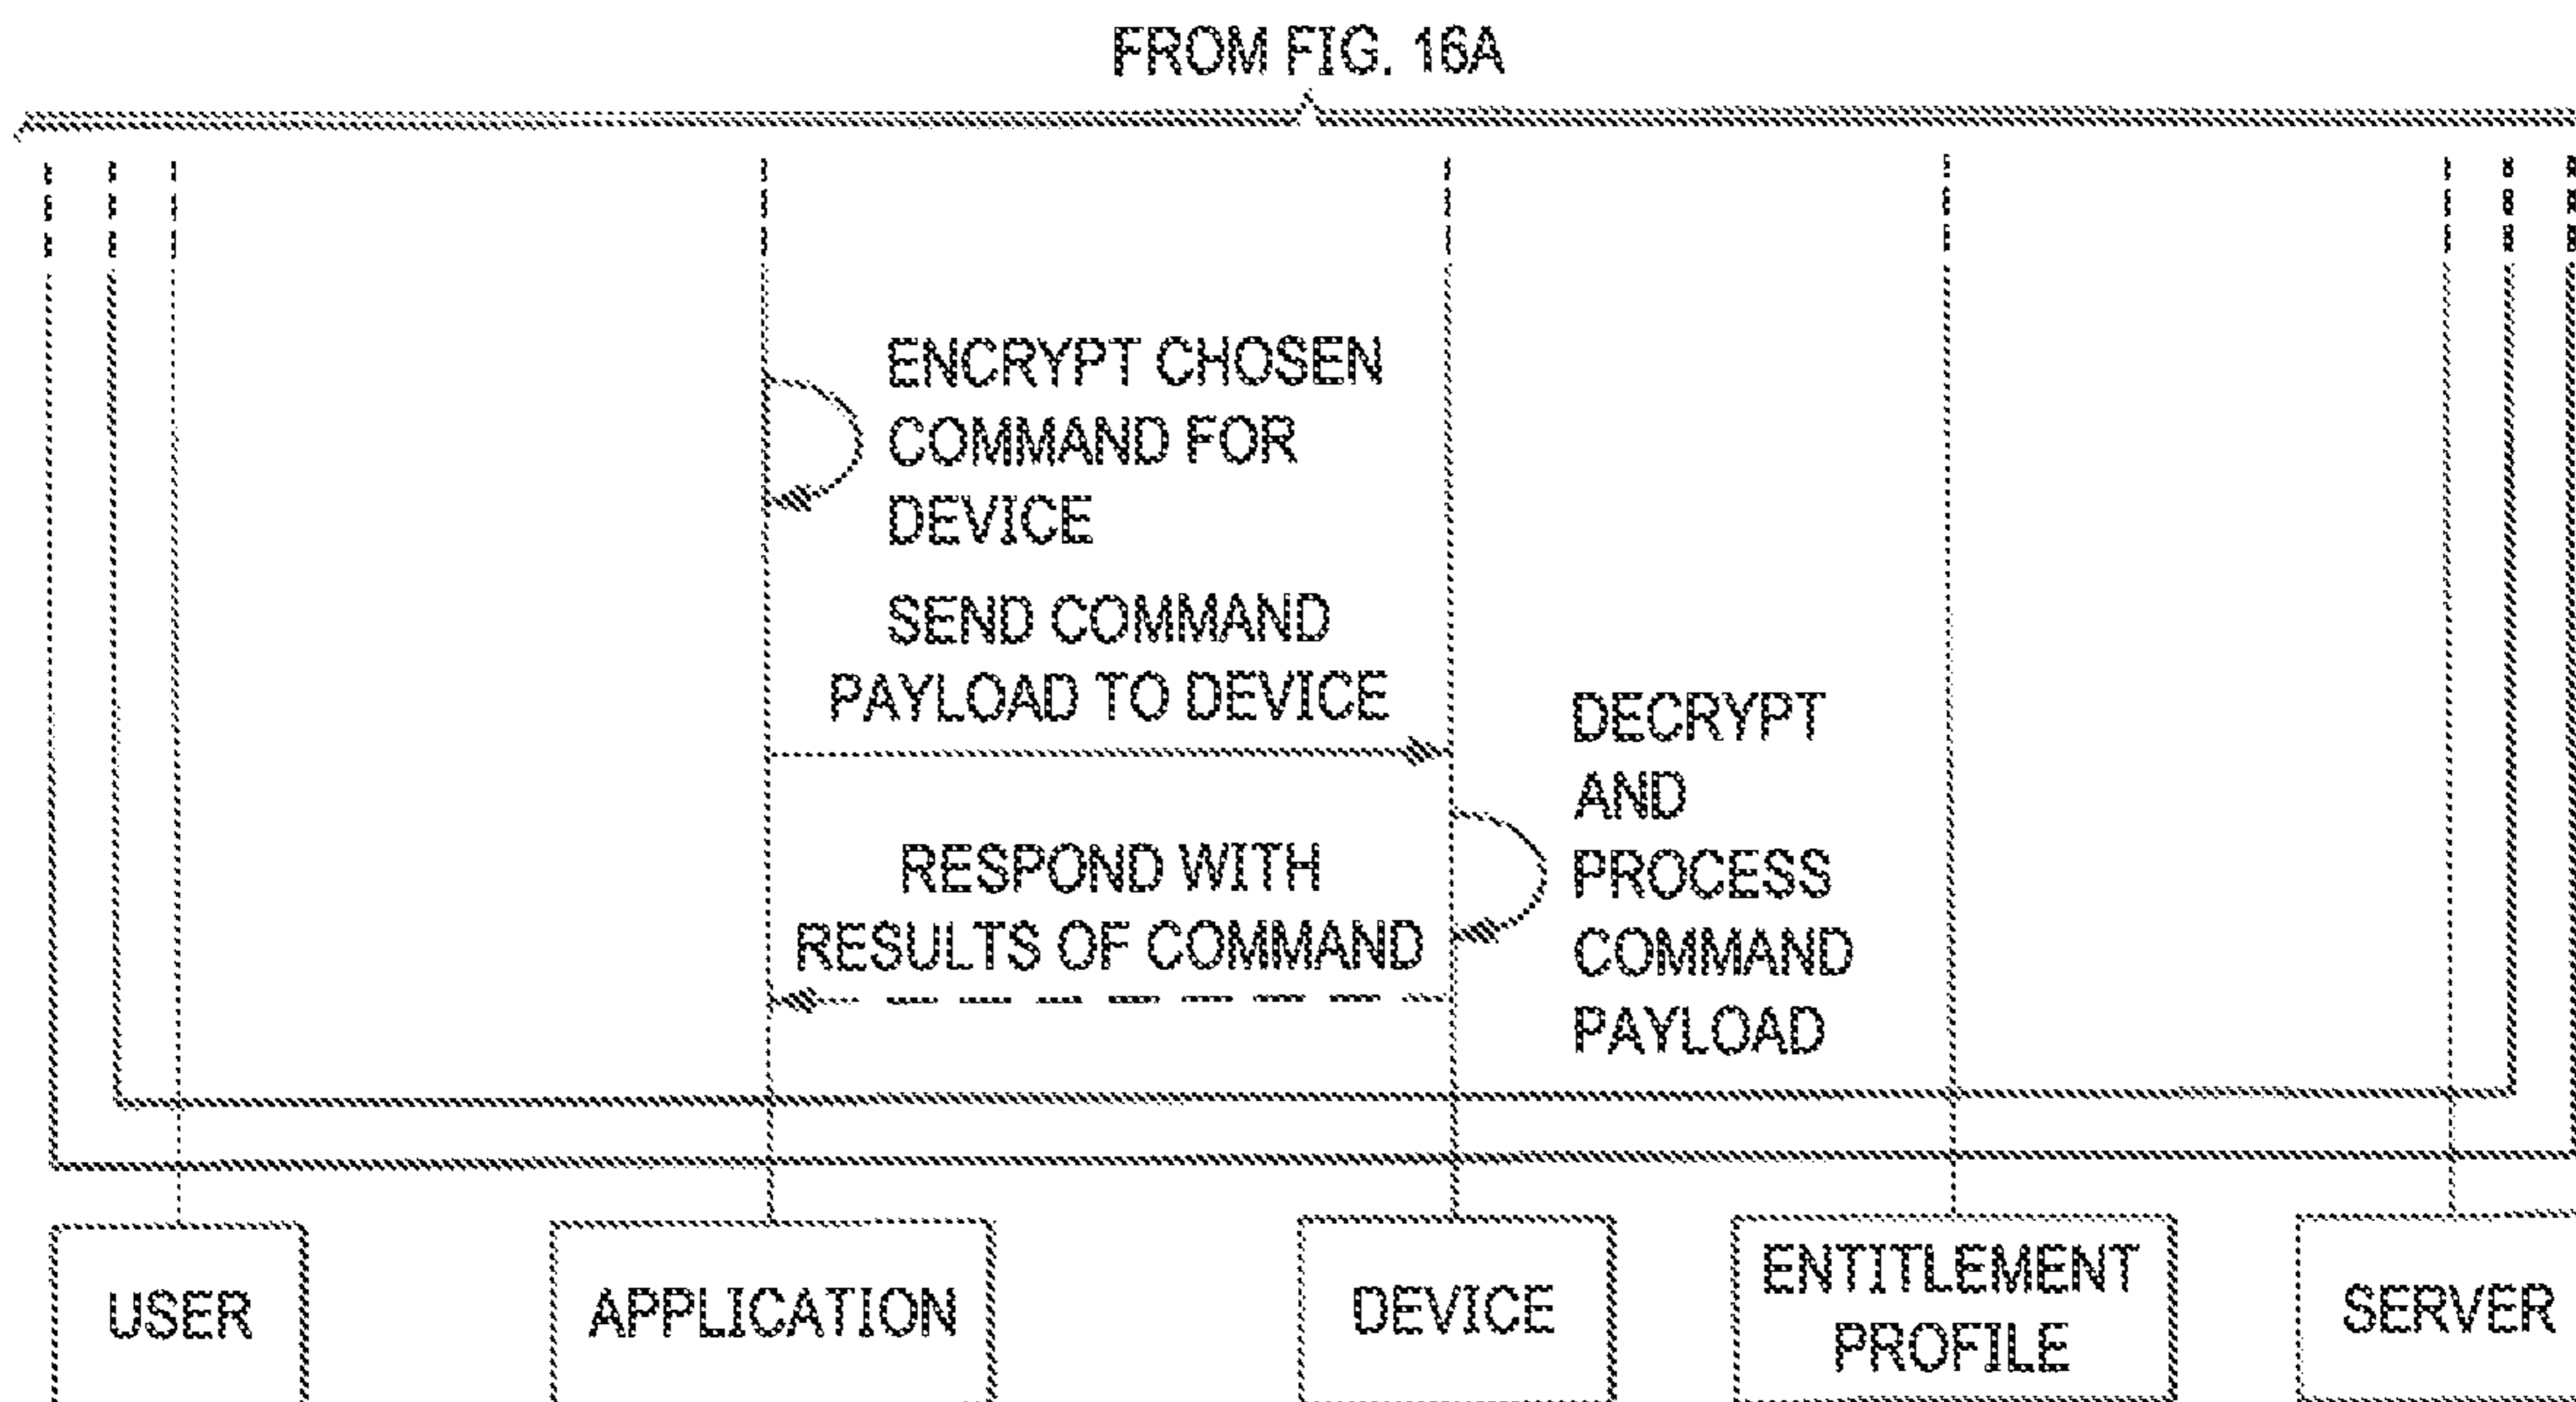 FROM FIG. 16A
ENCRYPT CHOSEN
COMMAND FOR
DEVICE
SEND COMMAND
PAYLOAD TO DEVICE
DECRYPT
AND
PROCESS
COMMAND
PAYLOAD
RESPOND WITH
RESULTS OF COMMAND
USER
APPLICATION
DEVICE
ENTITLEMENT
PROFILE
SERVER